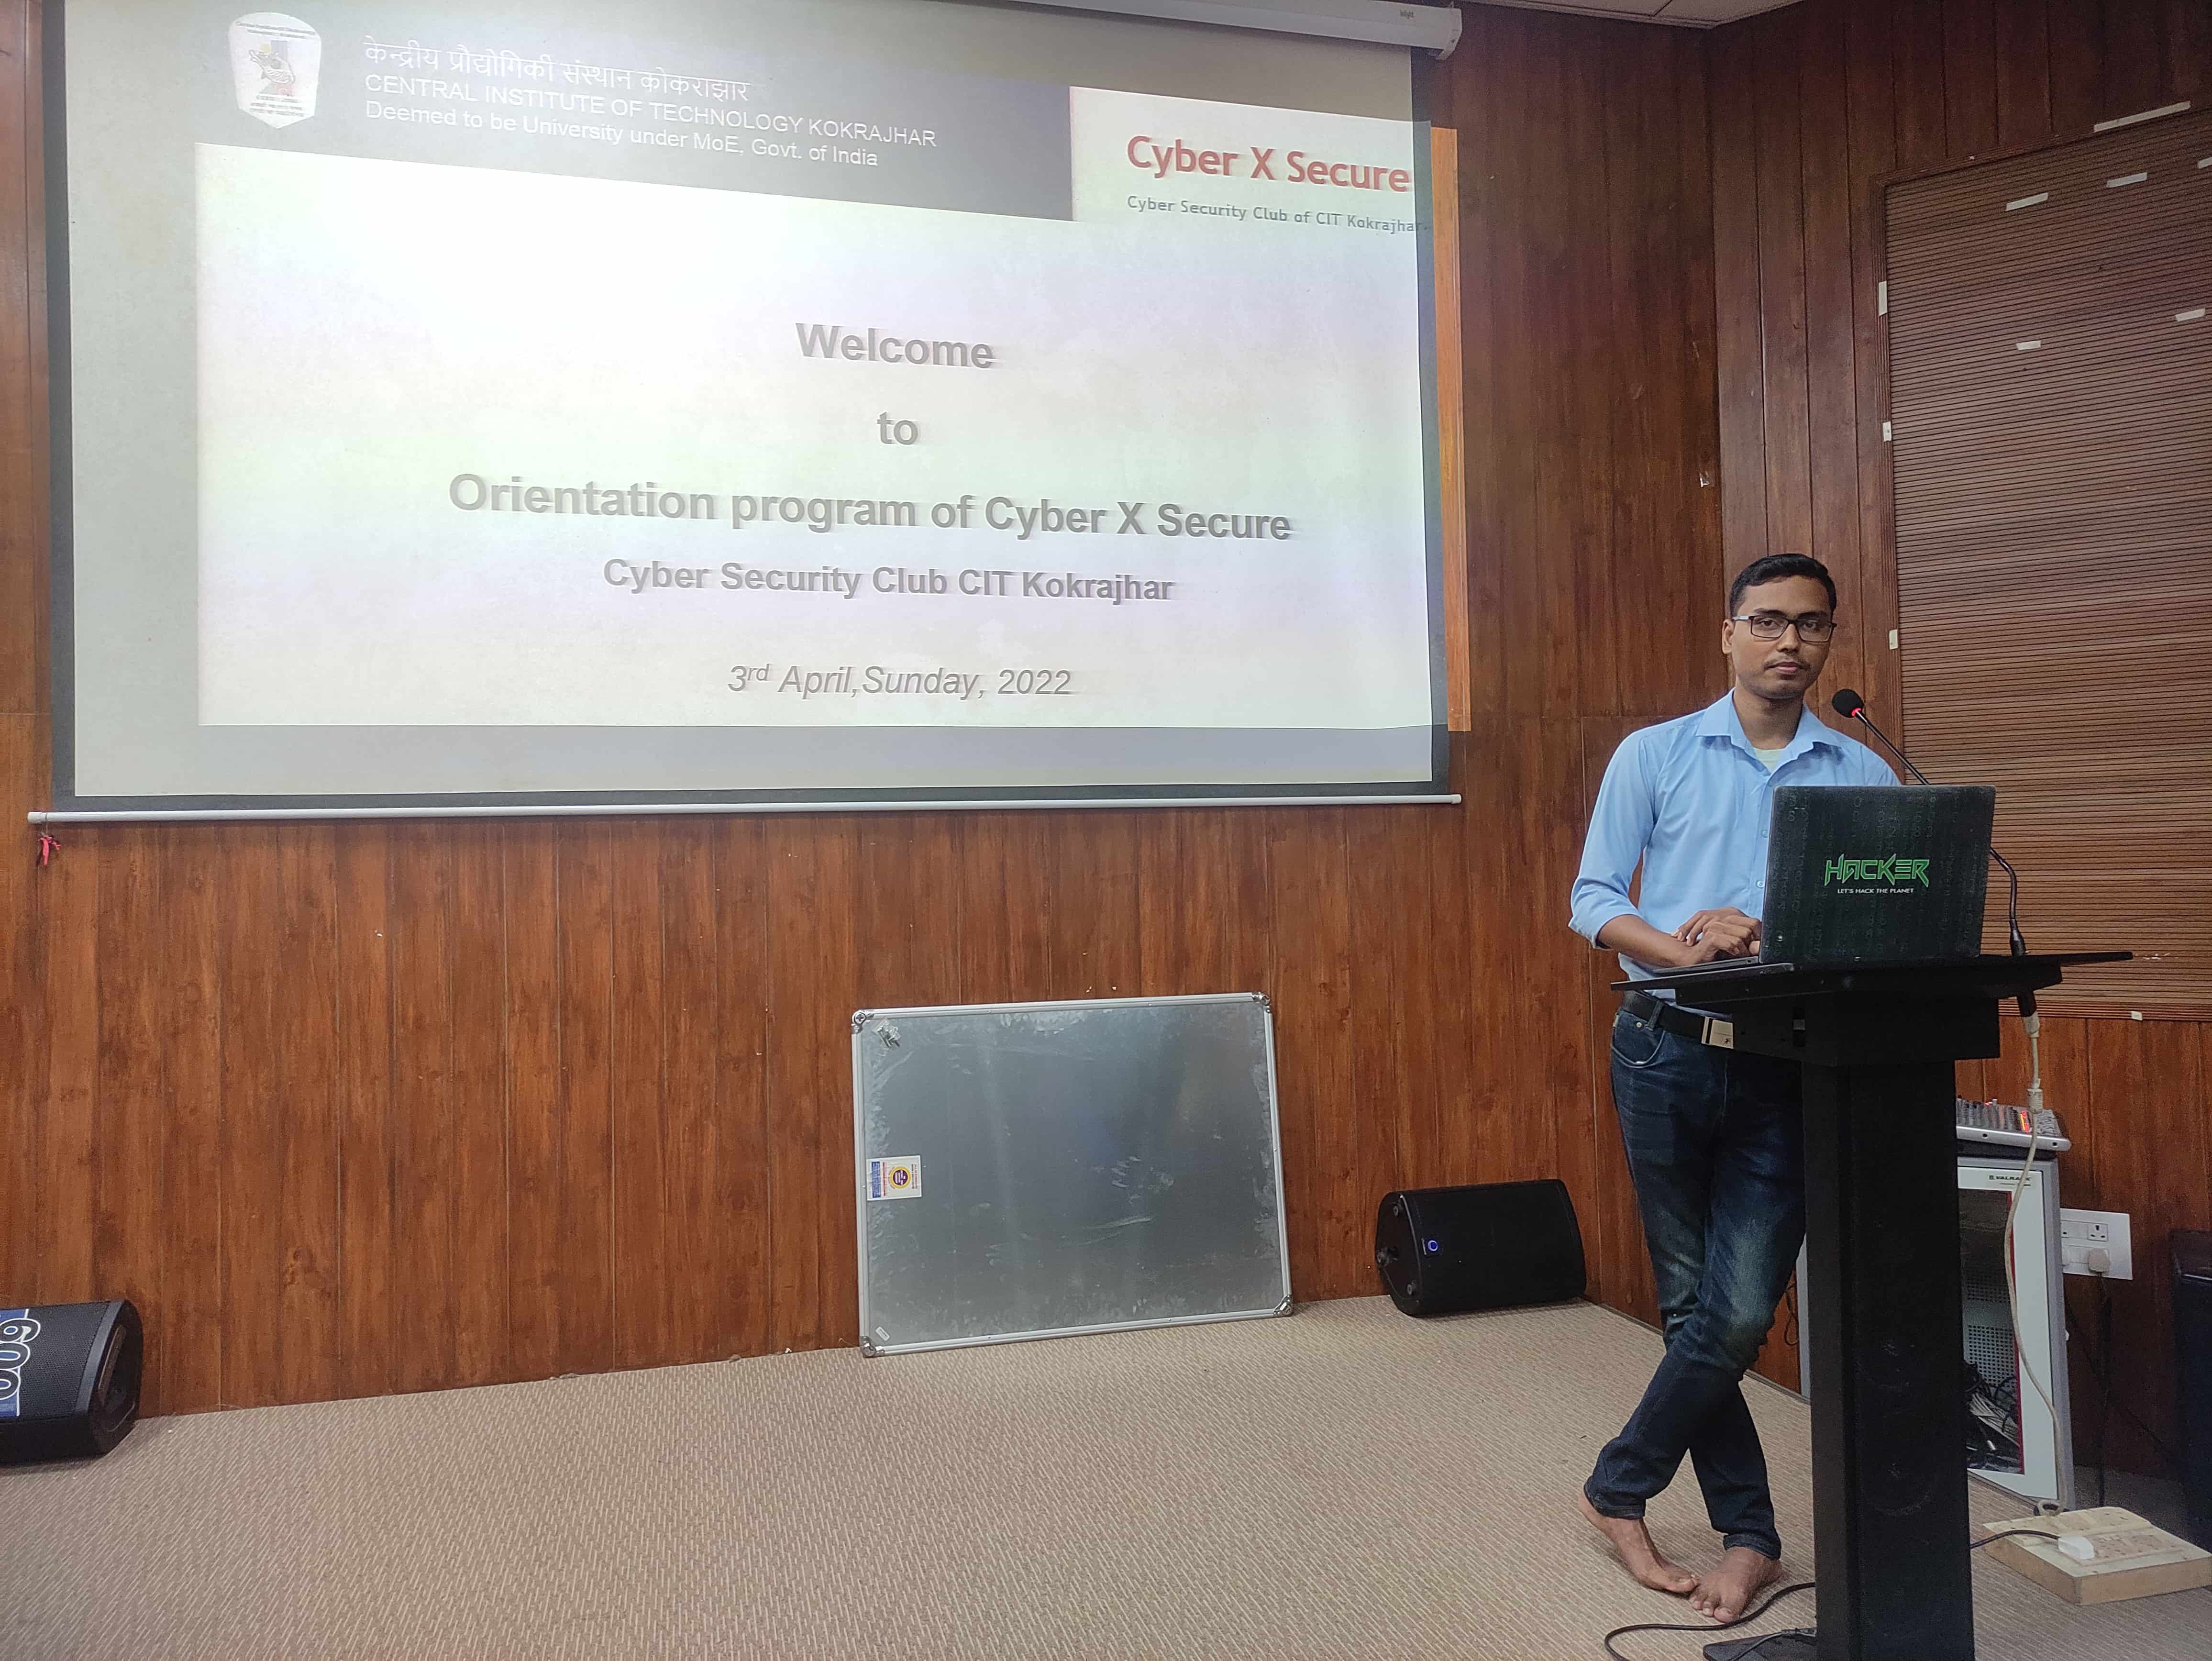 केन्द्रीय प्रौद्योगिकी संस्थान कोकराझार
CENTRAL INSTITUTE OF TECHNOLOGY KOKRAJHAR
Deemed to be University under MoE, Govt. of India
Cyber X Secure
Cyber Security Club of CIT Kokrajhar
Welcome
to
Orientation program of Cyber X Secure
Cyber Security Club CIT Kokrajhar
3rd April,Sunday, 2022
HACKER
LET'S HACK THE PLANET
VALRACK
600